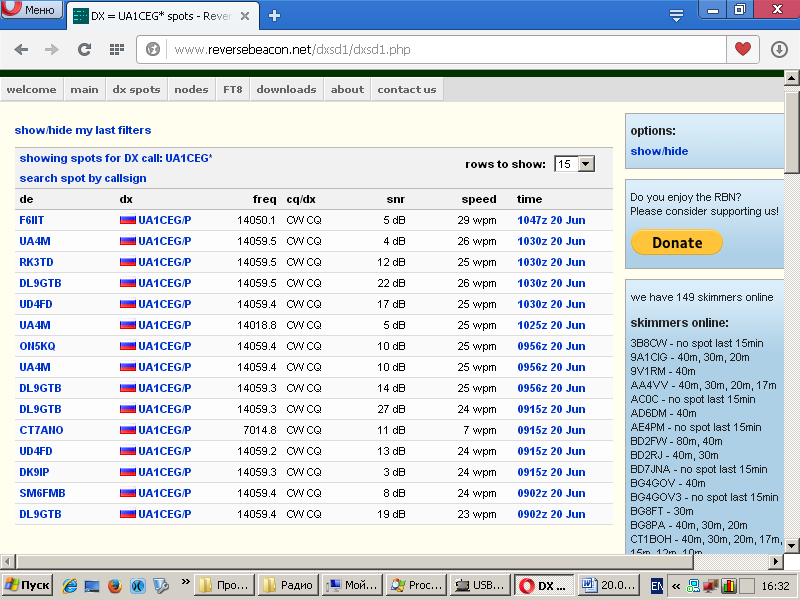 Меню
DX = UA1CEG* spots - Rever
www.reversebeacon.net/dxsd1/dxsd1.php
welcome main dx spots nodes FT8 downloads about contact us
show/hide my last filters
showing spots for DX call: UA1CEG*
search spot by callsign
rows to show: 15
de dx freq cq/dx snr speed time
F6IIT UA1CEG/P 14050.1 CW CQ 5 dB 29 wpm 1047z 20 Jun
UA4M UA1CEG/P 14059.5 CW CQ 4 dB 26 wpm 1030z 20 Jun
RK3TD UA1CEG/P 14059.5 CW CQ 12 dB 25 wpm 1030z 20 Jun
DL9GTB UA1CEG/P 14059.5 CW CQ 22 dB 26 wpm 1030z 20 Jun
UD4FD UA1CEG/P 14059.4 CW CQ 17 dB 25 wpm 1030z 20 Jun
UA4M UA1CEG/P 14018.8 CW CQ 5 dB 25 wpm 1025z 20 Jun
ON5KQ UA1CEG/P 14059.4 CW CQ 10 dB 25 wpm 0956z 20 Jun
UA4M UA1CEG/P 14059.4 CW CQ 10 dB 25 wpm 0956z 20 Jun
DL9GTB UA1CEG/P 14059.3 CW CQ 14 dB 25 wpm 0956z 20 Jun
DL9GTB UA1CEG/P 14059.3 CW CQ 27 dB 24 wpm 0915z 20 Jun
CT7ANO UA1CEG/P 7014.8 CW CQ 11 dB 7 wpm 0915z 20 Jun
UD4FD UA1CEG/P 14059.2 CW CQ 13 dB 24 wpm 0915z 20 Jun
DK9IP UA1CEG/P 14059.3 CW CQ 3 dB 24 wpm 0915z 20 Jun
SM6FMB UA1CEG/P 14059.4 CW CQ 8 dB 24 wpm 0902z 20 Jun
DL9GTB UA1CEG/P 14059.4 CW CQ 19 dB 23 wpm 0902z 20 Jun
options:
show/hide
Do you enjoy the RBN?
Please consider supporting us!
Donate
we have 149 skimmers online
skimmers online:
3B8CW - no spot last 15min
9A1CIG - 40m, 30m, 20m
9V1RM - 40m
AA4VV - 40m, 30m, 20m, 17m
AC0C - no spot last 15min
AD6DM - 40m
AE4PM - no spot last 15min
BD2FW - 80m, 40m
BD2RJ - 40m, 30m
BD7JNA - no spot last 15min
BG4GOV - 40m
BG4GOV3 - no spot last 15min
BG8FT - 30m
BG8PA - 40m, 30m, 20m
CT1BOH - 40m, 30m, 20m, 17m,
15m, 12m, 10m
Пуск » Про... Радио Мой... Proc... USB... DX ... 20.0... EN « 16:32